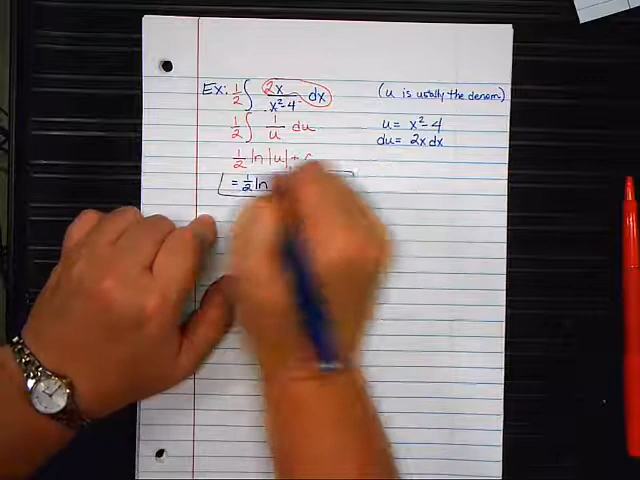 Ex: 1/2 ∫ 2x/(x²-4) dx (u is usually the denom)
1/2 ∫ 1/u du u = x²-4
du = 2x dx
1/2 ln |u| +
= 1/2 ln